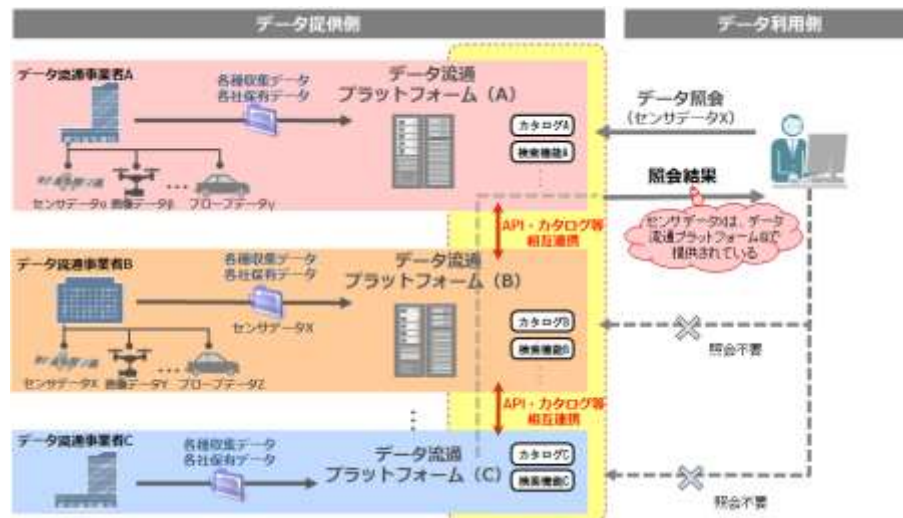 データ提供側
データ利用側
データ流通事業者A
各種収集データ
各社保有データ
データ流通
プラットフォーム(A)
カタログA
検索機能A
センサデータα 画像データβ プローブデータγ
データ照会
(センサデータX)
照会結果
センサデータXは、データ
流通プラットフォームBで
提供されている
API・カタログ等
相互連携
データ流通事業者B
各種収集データ
各社保有データ
センサデータX
データ流通
プラットフォーム(B)
カタログB
検索機能B
センサデータX 画像データY プローブデータZ
照会不要
API・カタログ等
相互連携
データ流通事業者C
各種収集データ
各社保有データ
データ流通
プラットフォーム(C)
カタログC
検索機能C
照会不要